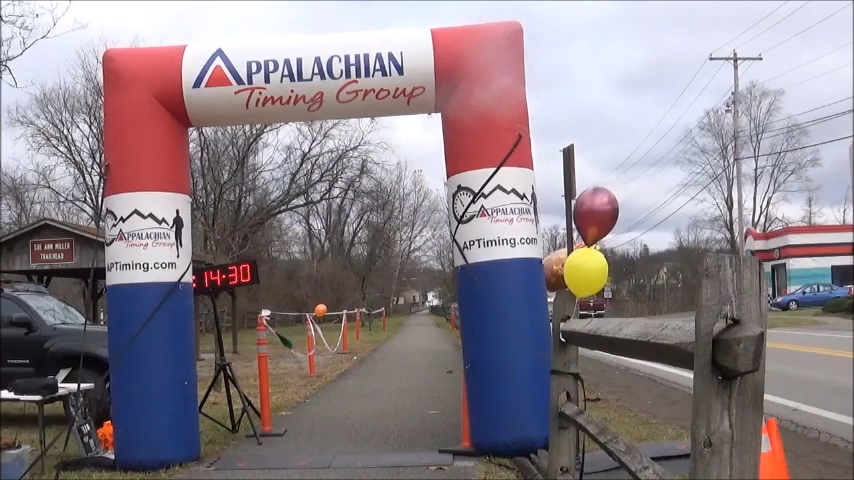 APPALACHIAN
Timing Group
APPALACHIAN
Timing Group
APTiming.com
APPALACHIAN
Timing Group
APTiming.com
SUE ANN MILLER
TRAILHEAD
:14:30